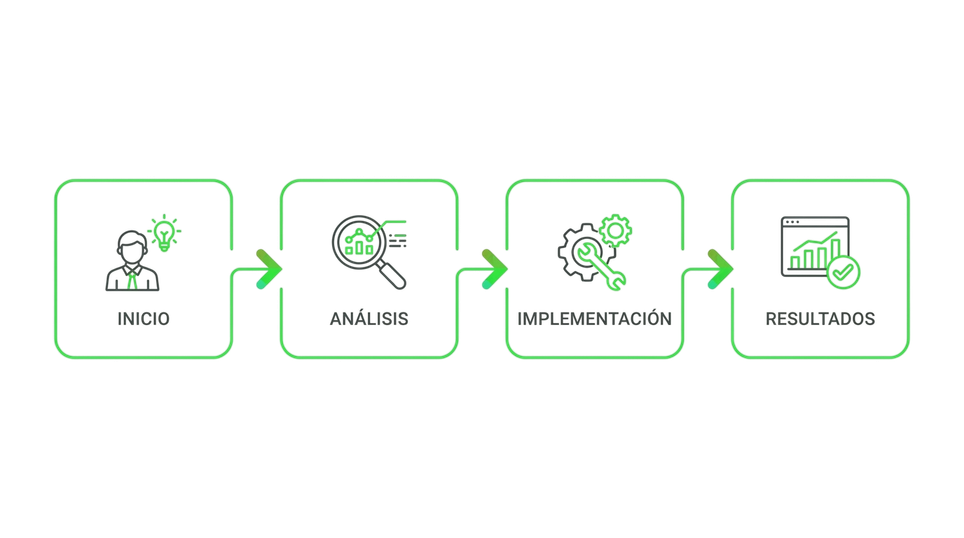 INICIO
ANÁLISIS
IMPLEMENTACIÓN
RESULTADOS